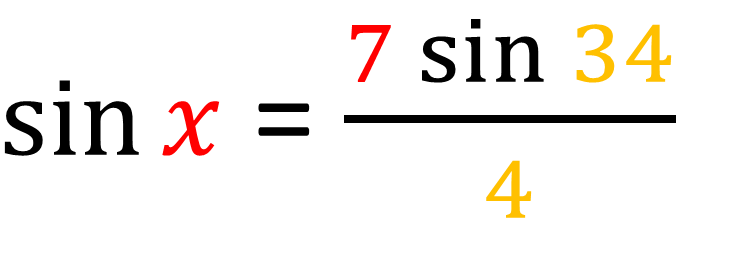 sin x = 7 sin 34
4